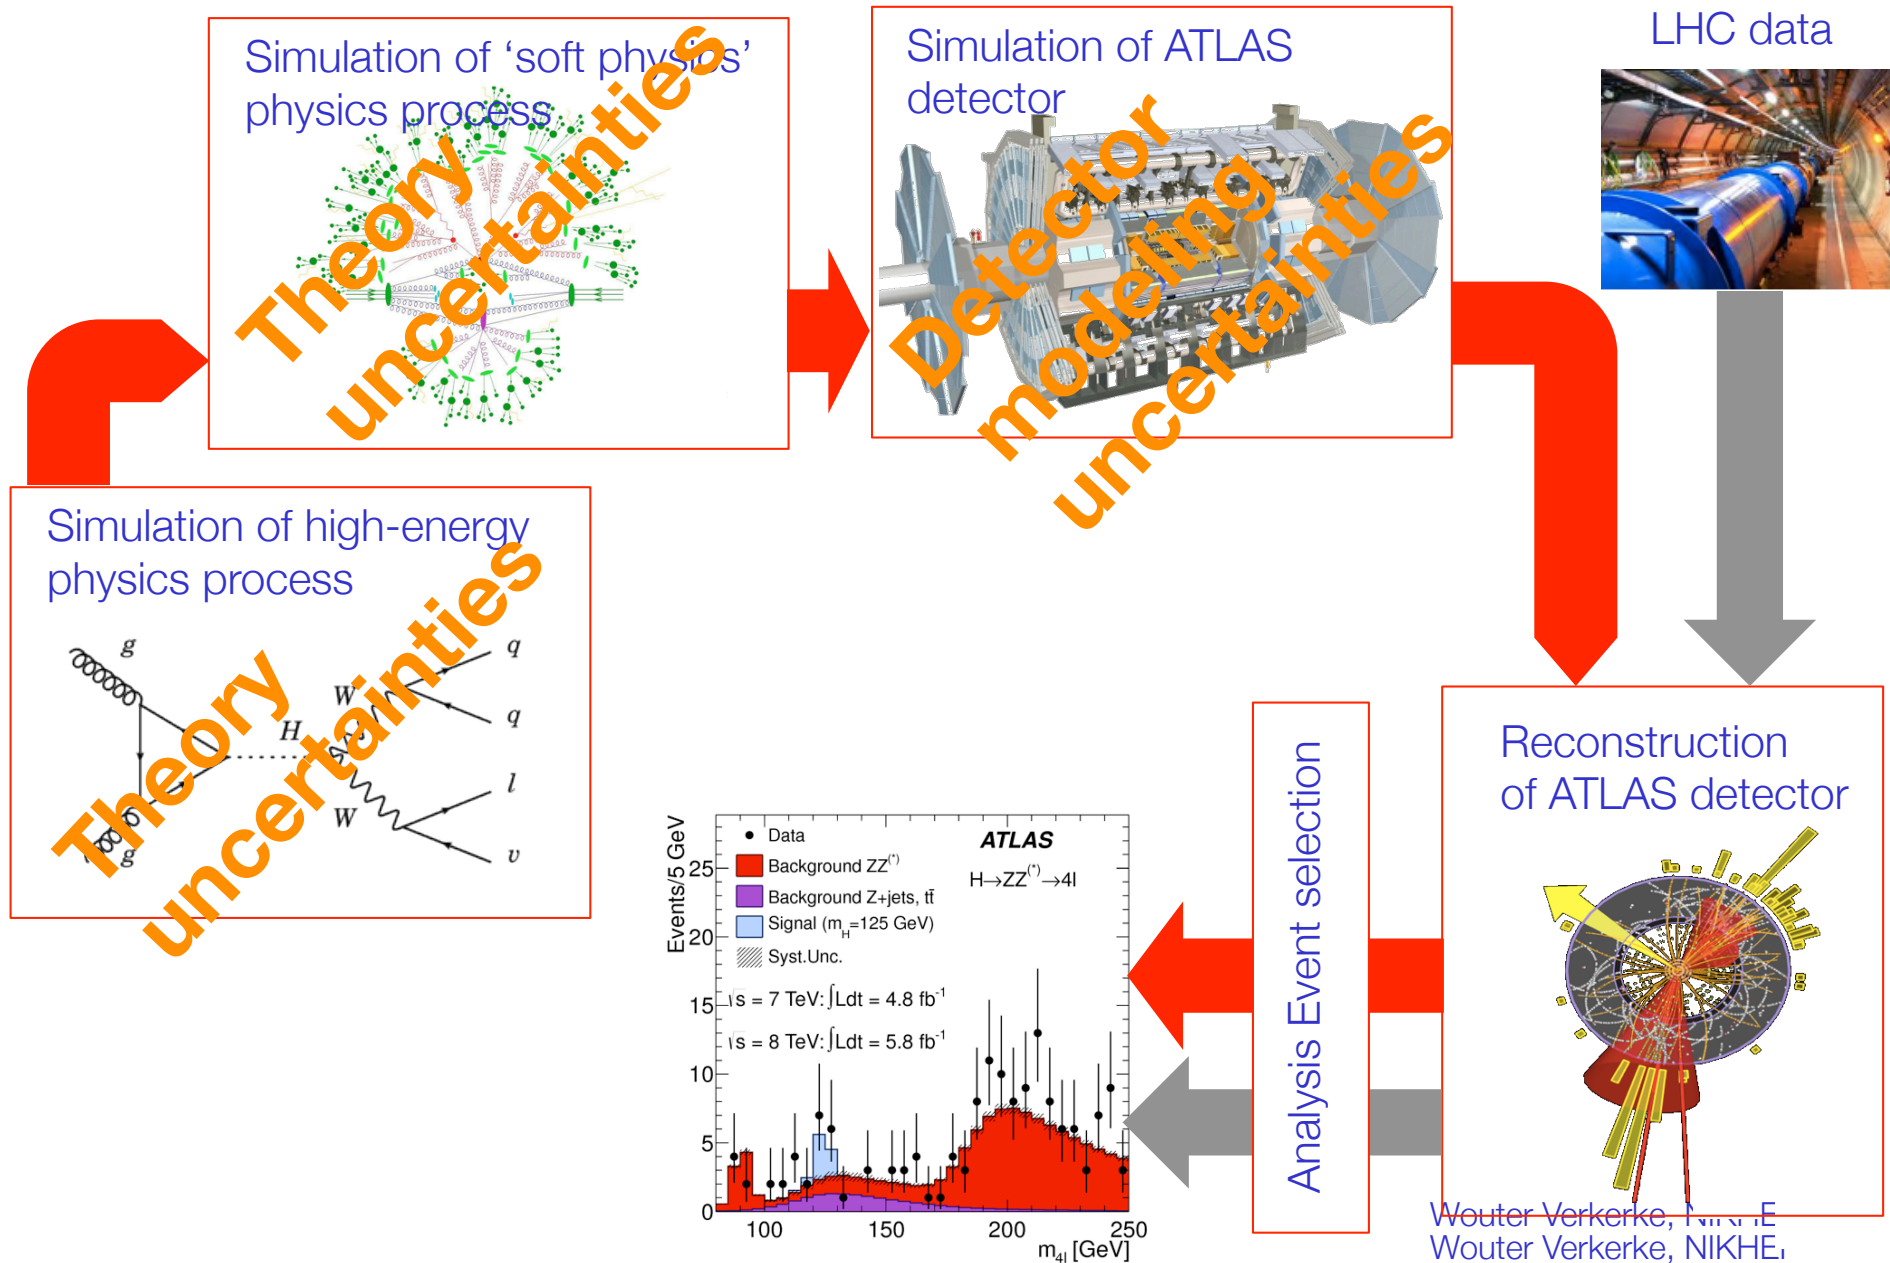 Simulation of ‘soft physics’
physics process
Theory
uncertainties
Simulation of ATLAS
detector
Detector
modeling
uncertainties
LHC data
Simulation of high-energy
physics process
Theory
uncertainties
g
g
H
W
W
q
q
l
ν
Reconstruction
of ATLAS detector
Analysis Event selection
Events/5 GeV
25
20
15
10
5
0
Data
Background ZZ(*)
Background Z+jets, tt̄
Signal (mH=125 GeV)
Syst.Unc.
ATLAS
H→ZZ(*)→4l
√s = 7 TeV: ∫Ldt = 4.8 fb-1
√s = 8 TeV: ∫Ldt = 5.8 fb-1
100 150 200 250
m4l [GeV]
Wouter Verkerke,
Wouter Verkerke,